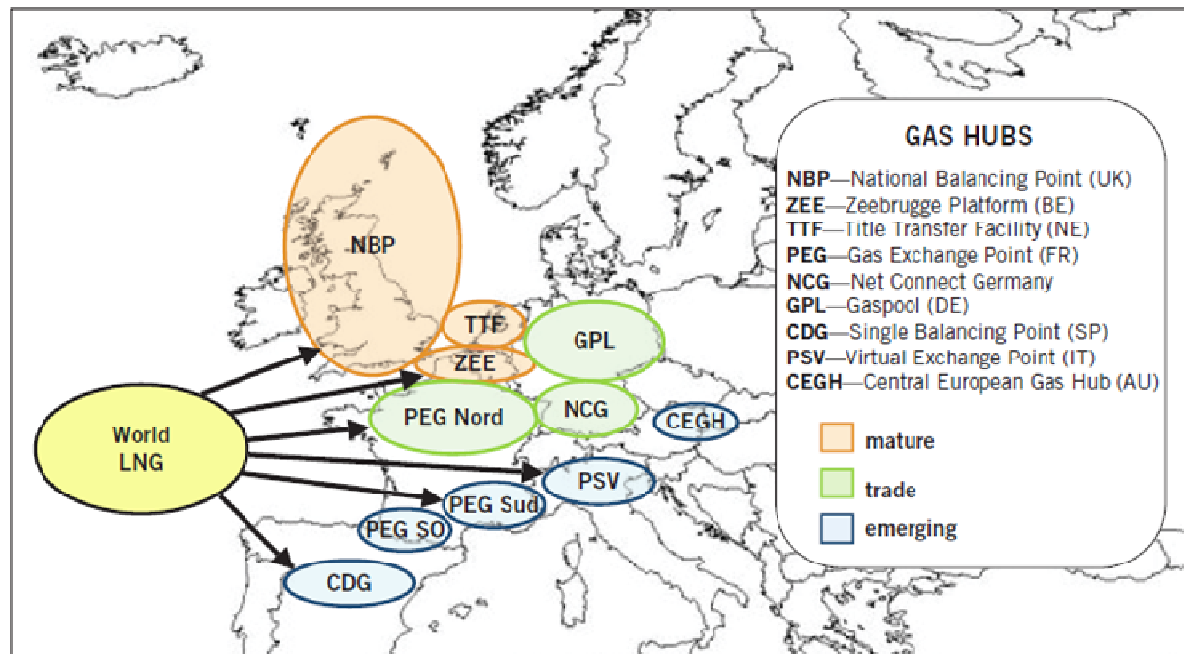 GAS HUBS
NBP—National Balancing Point (UK)
ZEE—Zeebrugge Platform (BE)
TTF—Title Transfer Facility (NE)
PEG—Gas Exchange Point (FR)
NCG—Net Connect Germany
GPL—Gaspool (DE)
CDG—Single Balancing Point (SP)
PSV—Virtual Exchange Point (IT)
CEGH—Central European Gas Hub (AU)
mature
trade
emerging
NBP
TTF
GPL
ZEE
PEG Nord
NCG
CEGH
World
LNG
PSV
PEG Sud
PEG SO
CDG